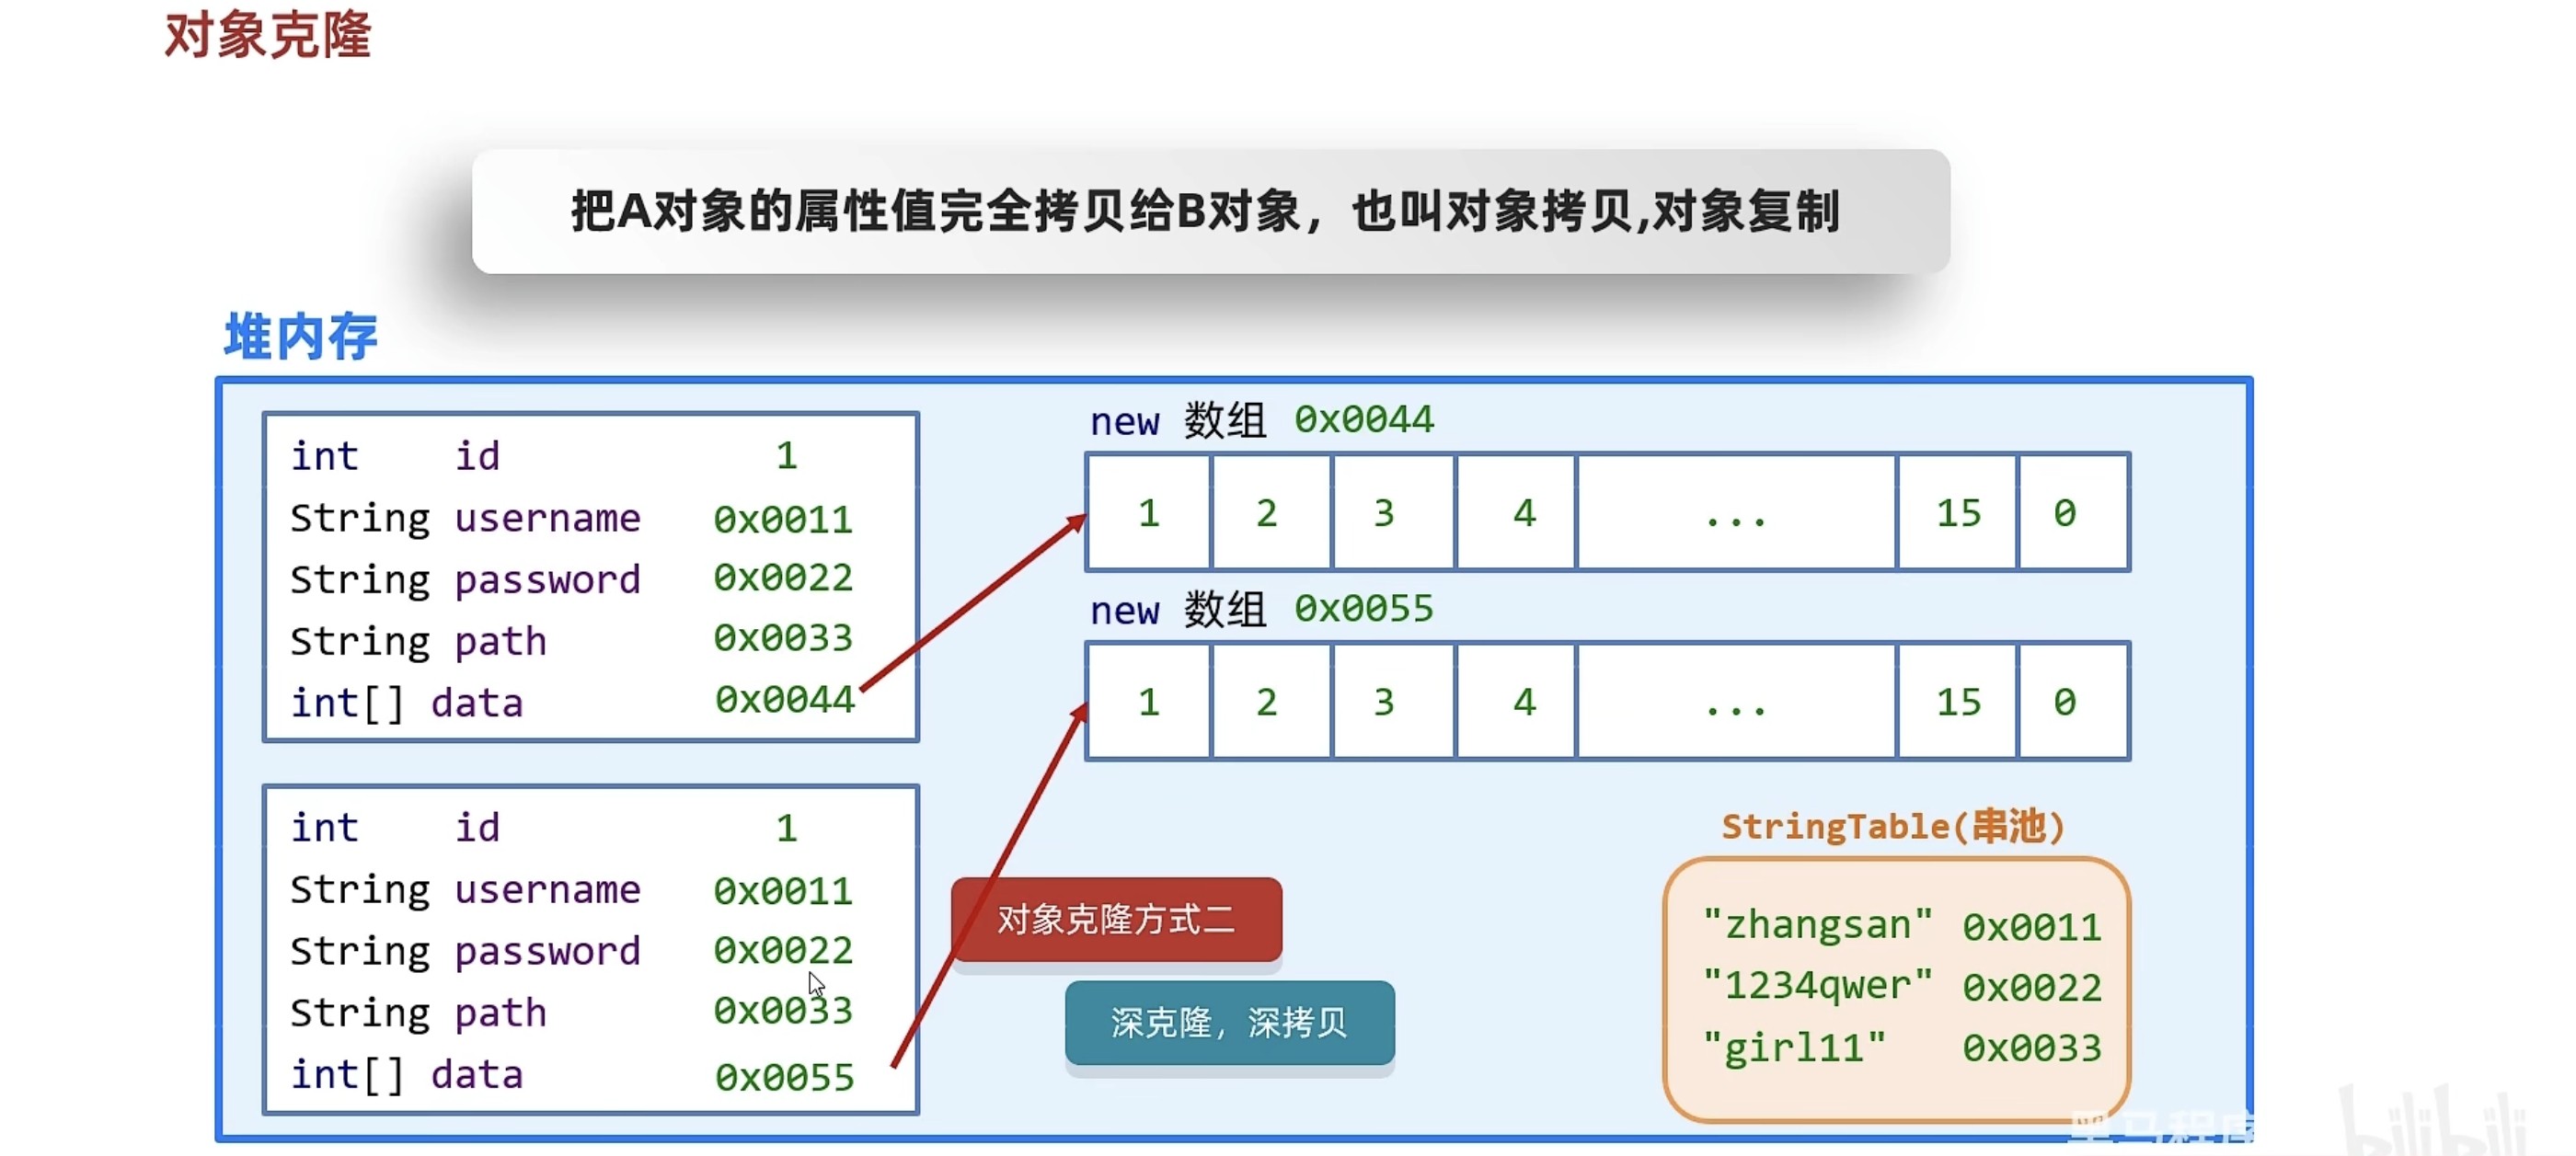 对象克隆
把A对象的属性值完全拷贝给B对象，也叫对象拷贝,对象复制
堆内存
int id 1
String username 0x0011
String password 0x0022
String path 0x0033
int[] data 0x0044
new 数组 0x0044
1 2 3 4 ... 15 0
new 数组 0x0055
1 2 3 4 ... 15 0
int id 1
String username 0x0011
String password 0x0022
String path 0x0033
int[] data 0x0055
对象克隆方式二
深克隆，深拷贝
StringTable(串池)
"zhangsan" 0x0011
"1234qwer" 0x0022
"girl11" 0x0033
黑马程序
bilibili